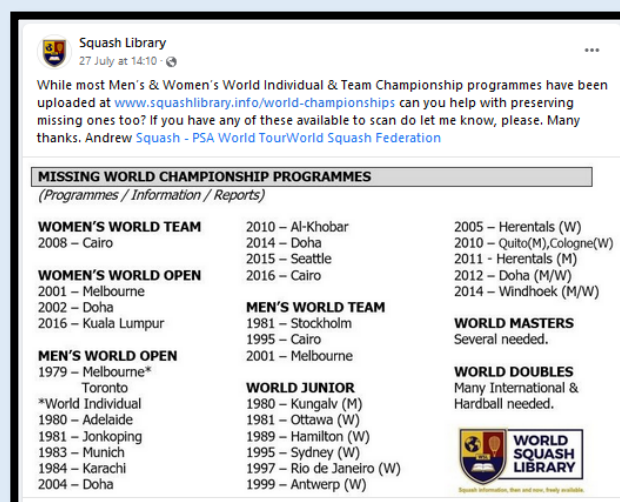 Squash Library
27 July at 14:10 ·
While most Men's & Women's World Individual & Team Championship programmes have been
uploaded at www.squashlibrary.info/world-championships can you help with preserving
missing ones too? If you have any of these available to scan do let me know, please. Many
thanks. Andrew Squash - PSA World TourWorld Squash Federation
MISSING WORLD CHAMPIONSHIP PROGRAMMES
(Programmes / Information / Reports)
WOMEN'S WORLD TEAM
2008 – Cairo
WOMEN'S WORLD OPEN
2001 – Melbourne
2002 – Doha
2016 – Kuala Lumpur
MEN'S WORLD OPEN
1979 – Melbourne*
Toronto
*World Individual
1980 – Adelaide
1981 – Jonkoping
1983 – Munich
1984 – Karachi
2004 – Doha
2010 – Al-Khobar
2014 – Doha
2015 – Seattle
2016 – Cairo
MEN'S WORLD TEAM
1981 – Stockholm
1995 – Cairo
2001 – Melbourne
WORLD JUNIOR
1980 – Kungalv (M)
1981 – Ottawa (W)
1989 – Hamilton (W)
1995 – Sydney (W)
1997 – Rio de Janeiro (W)
1999 – Antwerp (W)
2005 – Herentals (W)
2010 – Quito(M),Cologne(W)
2011 - Herentals (M)
2012 – Doha (M/W)
2014 – Windhoek (M/W)
WORLD MASTERS
Several needed.
WORLD DOUBLES
Many International &
Hardball needed.
WORLD
SQUASH
LIBRARY
Squash information, then and now, freely available.